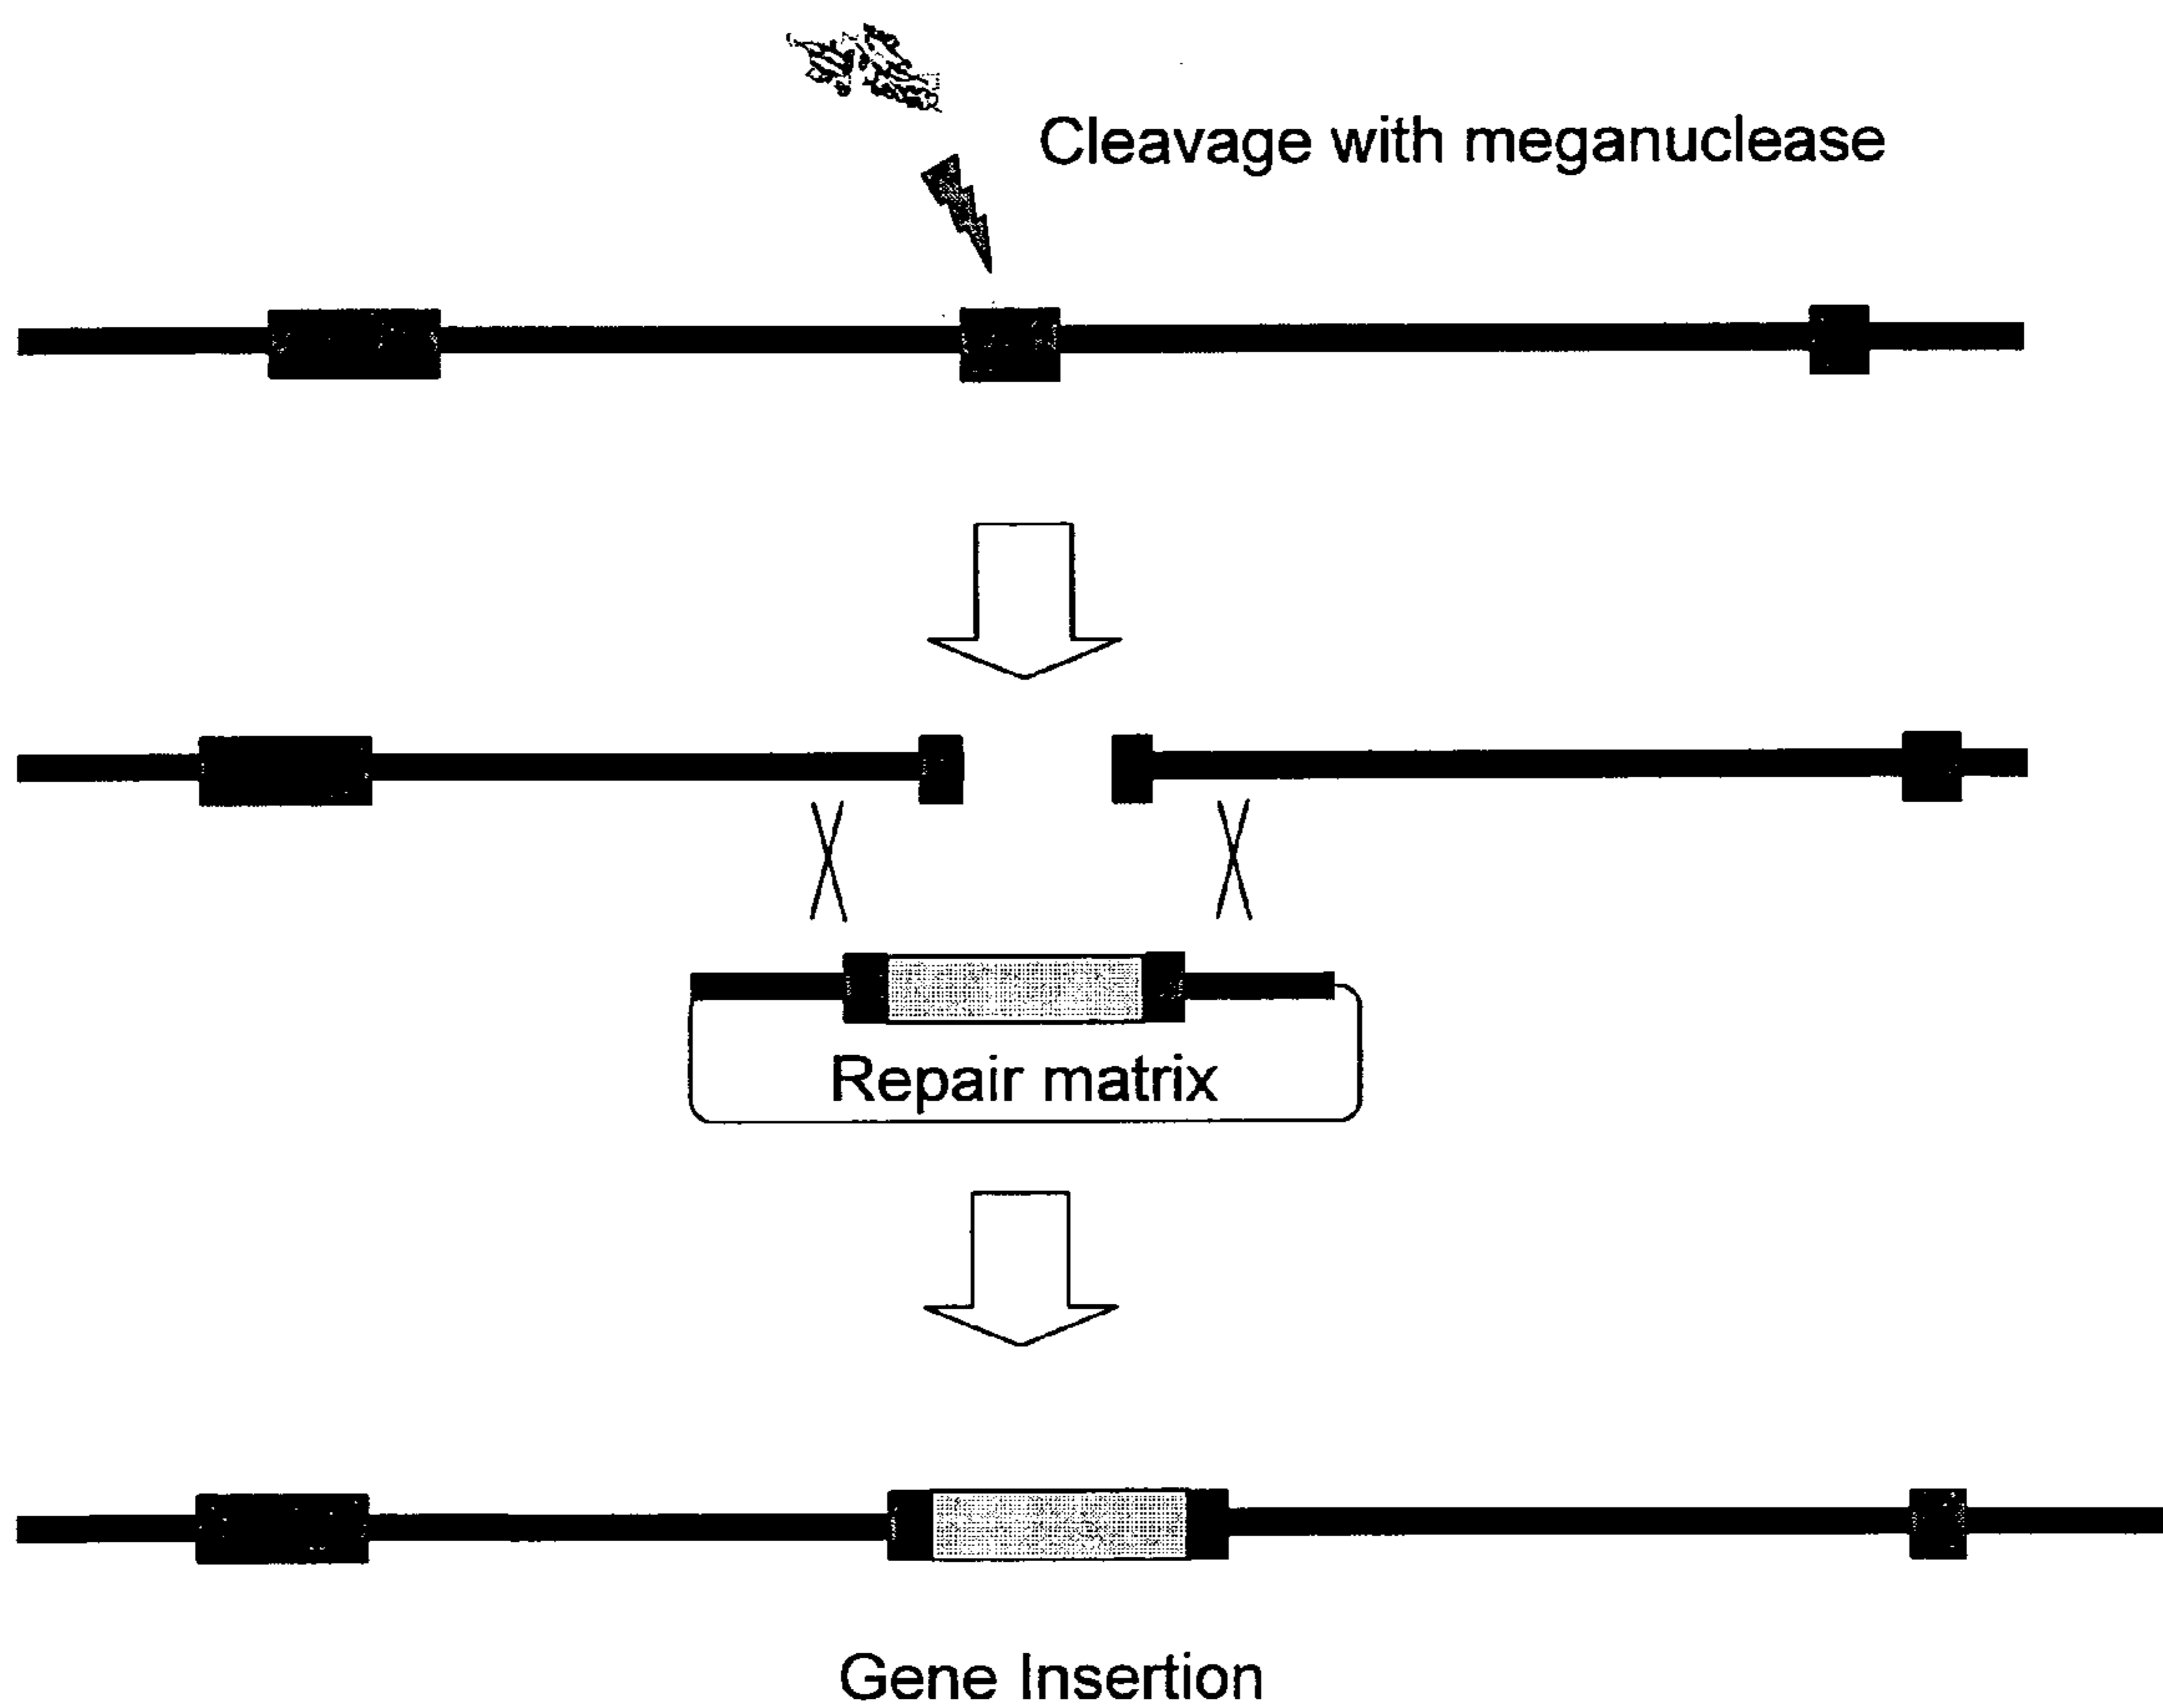 Cleavage with meganuclease
Repair matrix
Gene Insertion